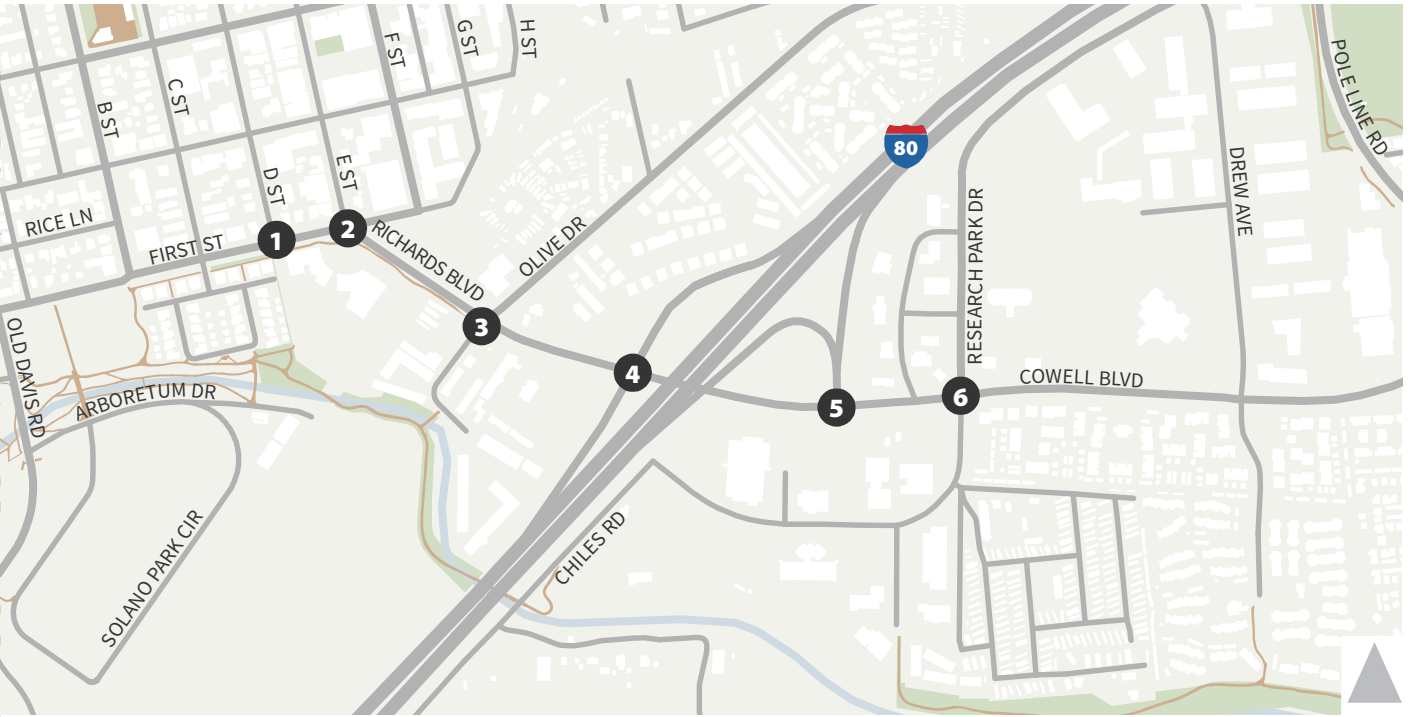 F ST
G ST
H ST
B ST
C ST
POLE LINE RD
80
D ST
E ST
DREW AVE
RICE LN
FIRST ST
1
2
RICHARDS BLVD
OLIVE DR
RESEARCH PARK DR
3
OLD DAVIS RD
4
COWELL BLVD
ARBORETUM DR
5
6
CHILES RD
SOLANO PARK CIR